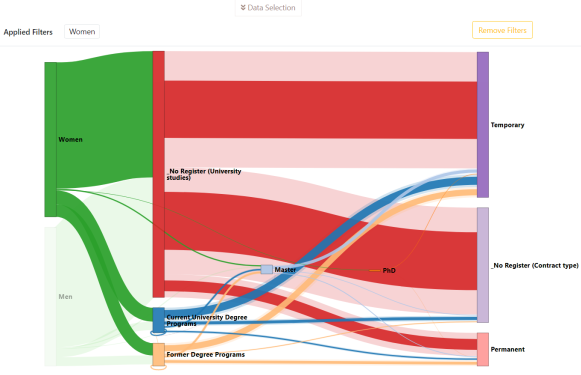 Data Selection
Applied Filters
Women
Remove Filters
Women
Temporary
_No Register (University
studies)
Men
Master
PhD
_No Register (Contract type)
Current University Degree
Programs
Permanent
Former Degree Programs